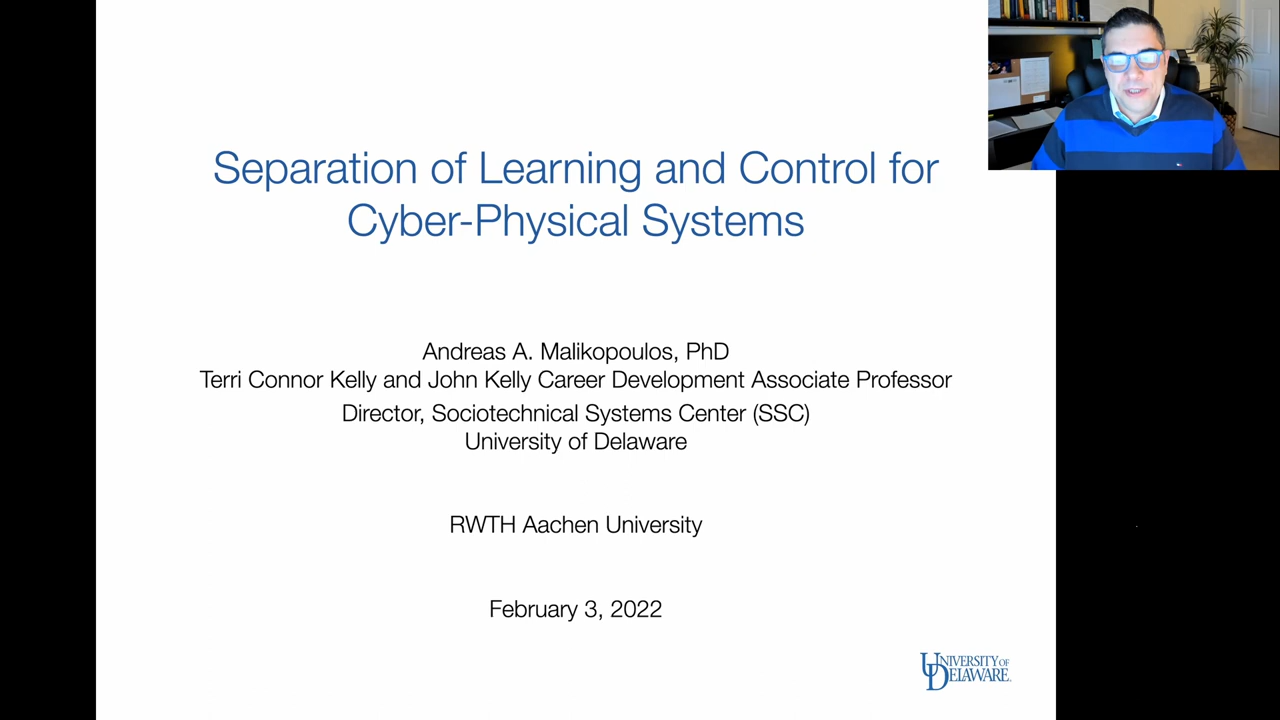 Separation of Learning and Control for
Cyber-Physical Systems
Andreas A. Malikopoulos, PhD
Terri Connor Kelly and John Kelly Career Development Associate Professor
Director, Sociotechnical Systems Center (SSC)
University of Delaware
RWTH Aachen University
February 3, 2022
UNIVERSITY OF
DELAWARE.